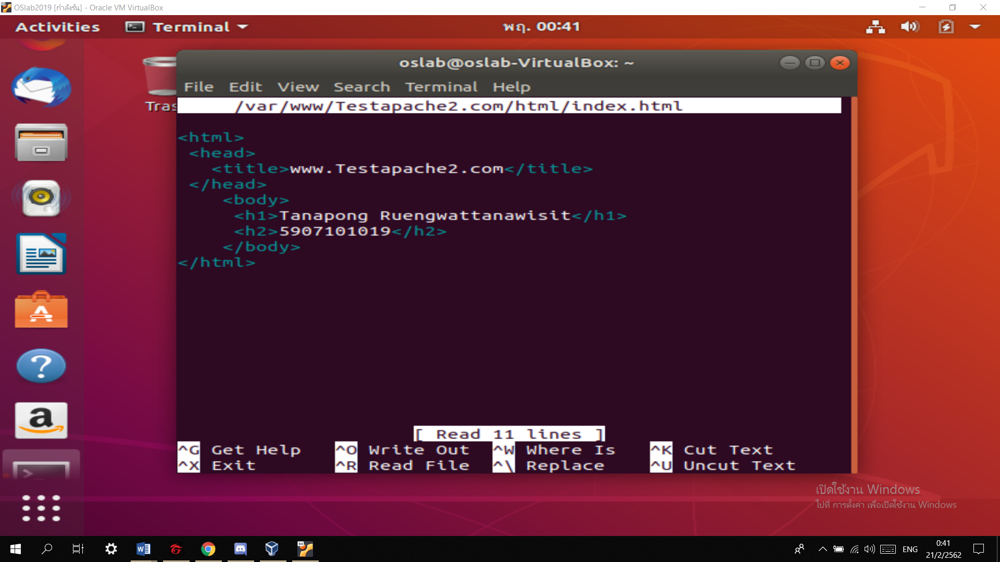 OSlab2019 [กำลังรัน] - Oracle VM VirtualBox
Activities Terminal พฤ. 00:41
oslab@oslab-VirtualBox: ~
File Edit View Search Terminal Help
Tras
/var/www/Testapache2.com/html/index.html
<html>
<head>
<title>www.Testapache2.com</title>
</head>
<body>
<h1>Tanapong Ruengwattanawisit</h1>
<h2>5907101019</h2>
</body>
</html>
[ Read 11 lines ]
^G Get Help ^O Write Out ^W Where Is ^K Cut Text
^X Exit ^R Read File ^\ Replace ^U Uncut Text
เปิดใช้งาน Windows
ไปที่ การตั้งค่า เพื่อเปิดใช้งาน Windows
ENG
0:41
21/2/2562